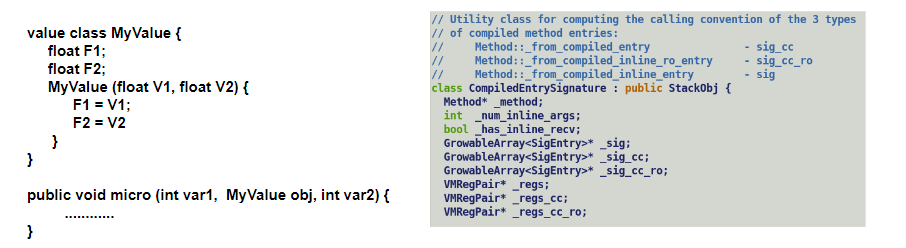 value class MyValue {
float F1;
float F2;
MyValue (float V1, float V2) {
F1 = V1;
F2 = V2
}
}
public void micro (int var1, MyValue obj, int var2) {
............
}
// Utility class for computing the calling convention of the 3 types
// of compiled method entries:
// Method::_from_compiled_entry - sig_cc
// Method::_from_compiled_inline_ro_entry - sig_cc_ro
// Method::_from_compiled_inline_entry - sig
class CompiledEntrySignature : public StackObj {
Method* _method;
int _num_inline_args;
bool _has_inline_recv;
GrowableArray<SigEntry>* _sig;
GrowableArray<SigEntry>* _sig_cc;
GrowableArray<SigEntry>* _sig_cc_ro;
VMRegPair* _regs;
VMRegPair* _regs_cc;
VMRegPair* _regs_cc_ro;